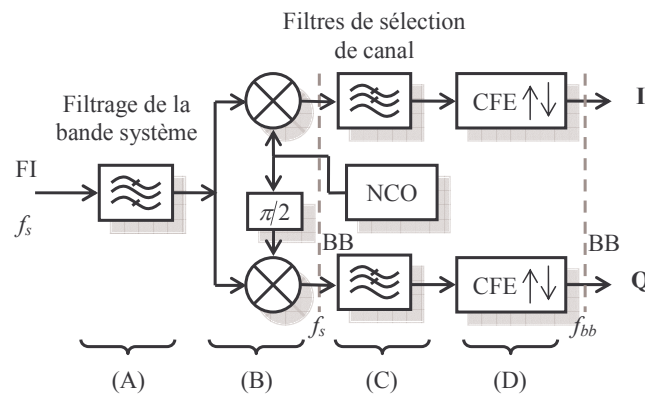 Filtres de sélection
de canal
Filtrage de la
bande système
FI
f_s
CFE ↑↓
I
NCO
π/2
BB
BB
CFE ↑↓
Q
f_s
f_bb
(A)
(B)
(C)
(D)